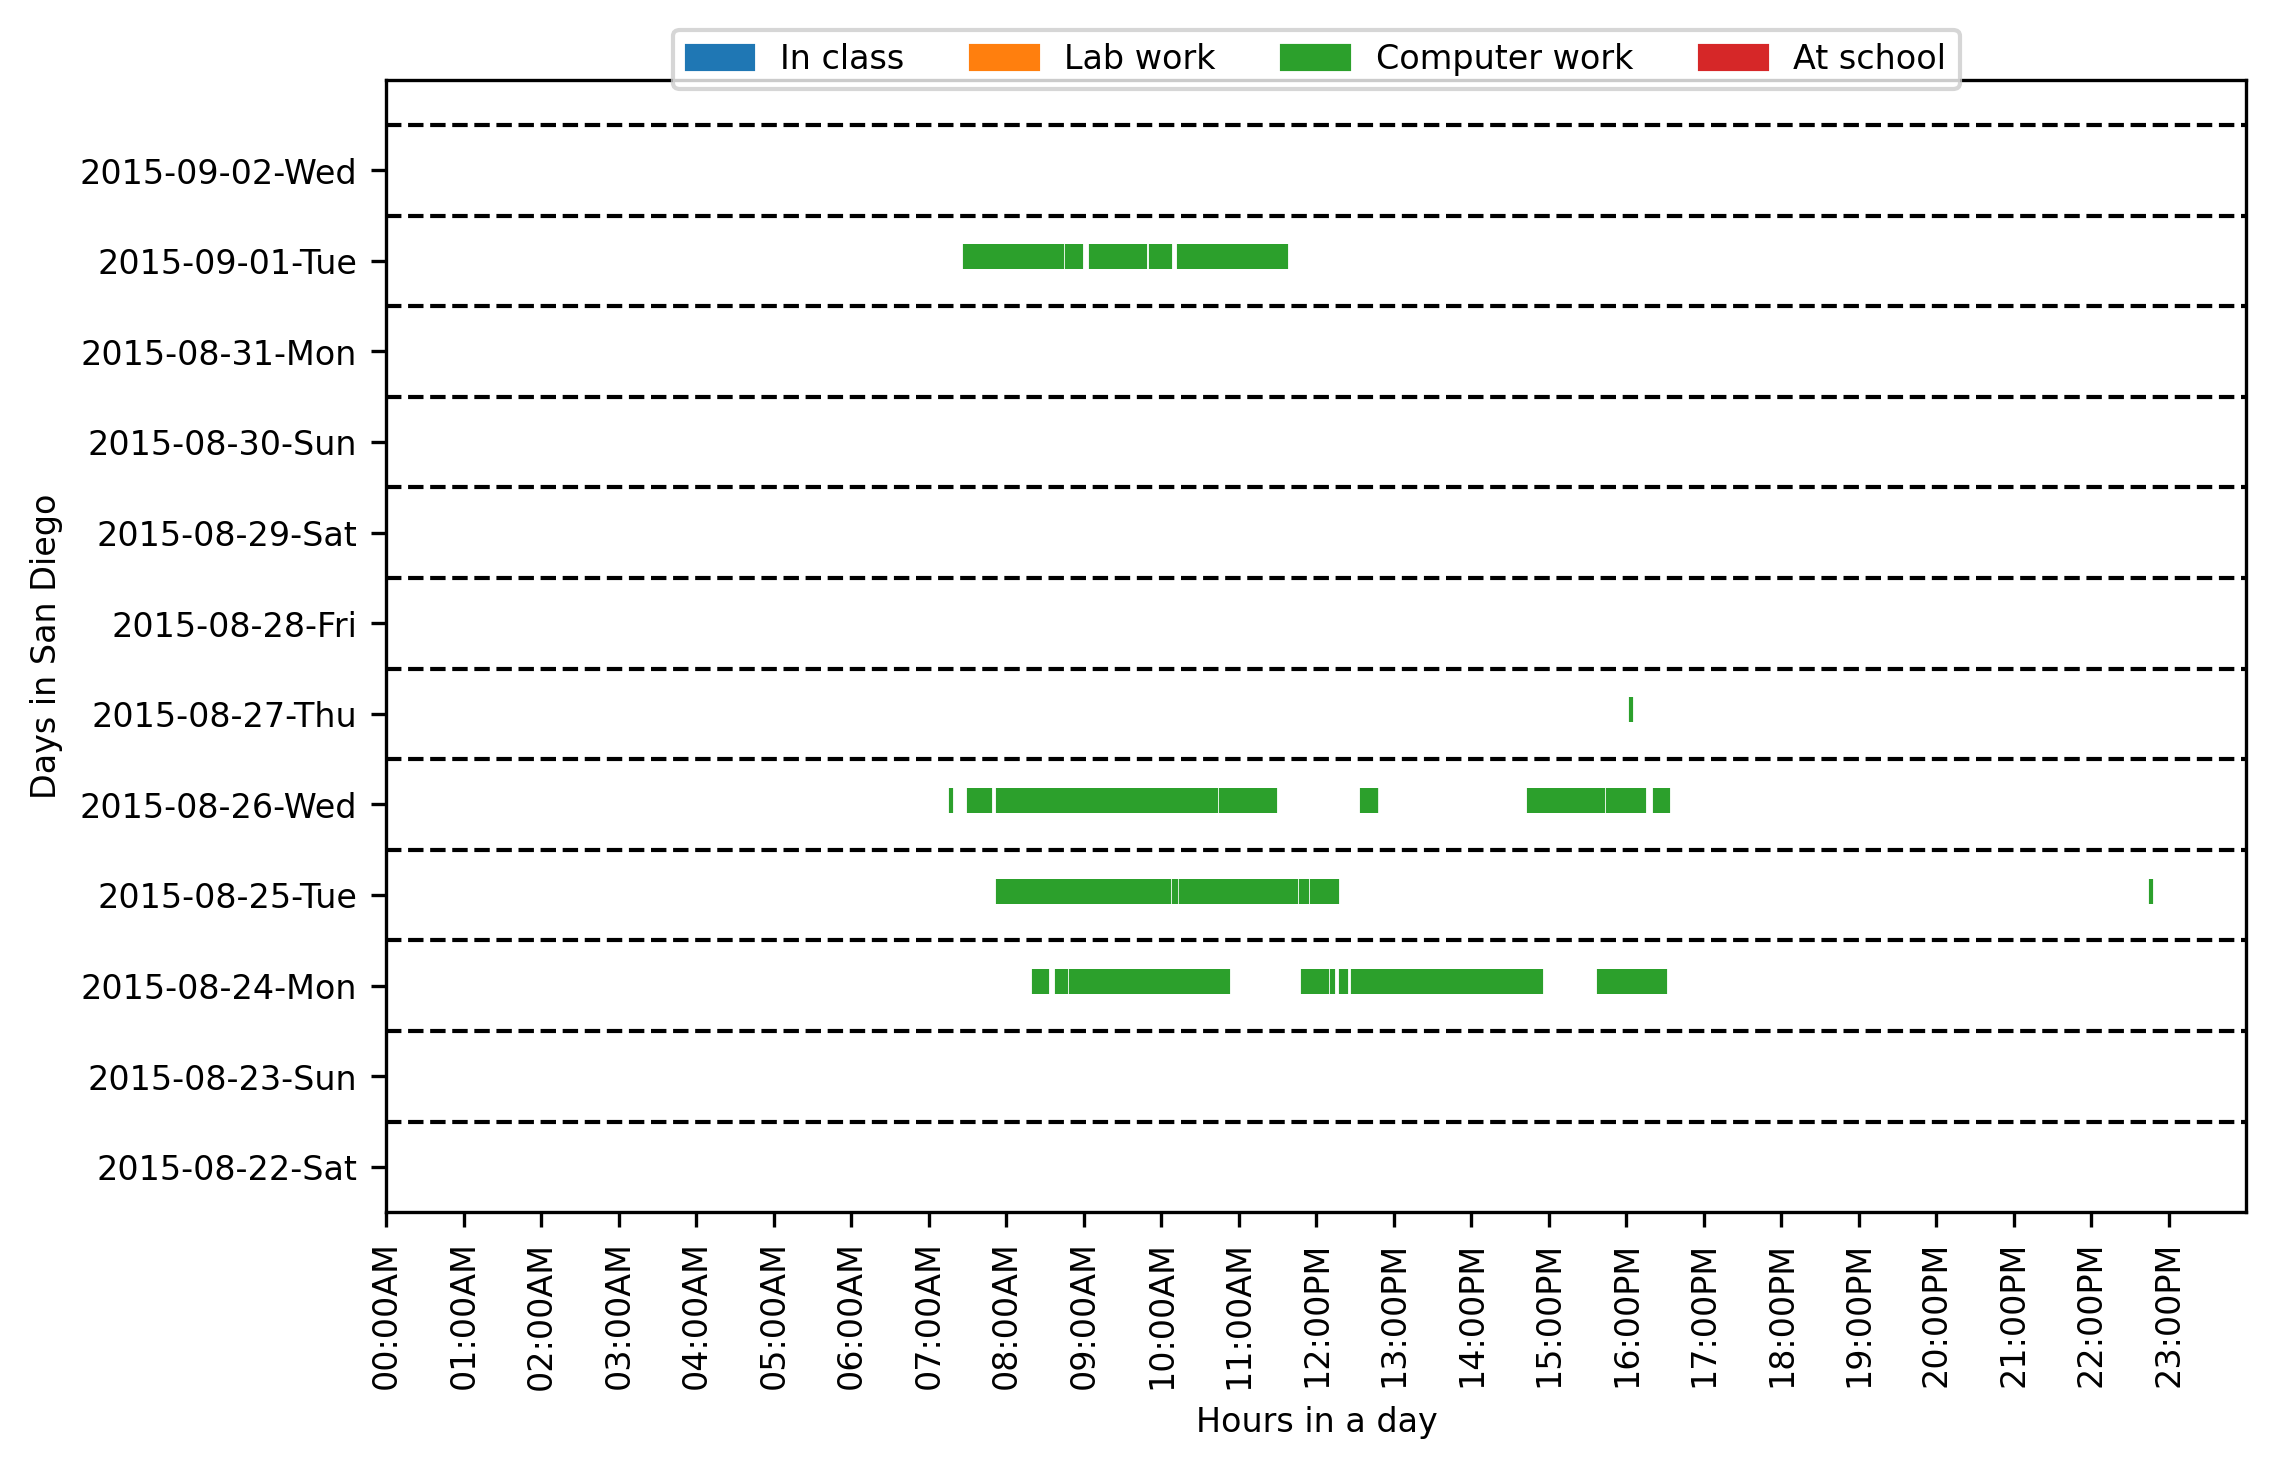 In class Lab work Computer work At school
Days in San Diego
2015-09-02-Wed
2015-09-01-Tue
2015-08-31-Mon
2015-08-30-Sun
2015-08-29-Sat
2015-08-28-Fri
2015-08-27-Thu
2015-08-26-Wed
2015-08-25-Tue
2015-08-24-Mon
2015-08-23-Sun
2015-08-22-Sat
00:00AM
01:00AM
02:00AM
03:00AM
04:00AM
05:00AM
06:00AM
07:00AM
08:00AM
09:00AM
10:00AM
11:00AM
12:00PM
13:00PM
14:00PM
15:00PM
16:00PM
17:00PM
18:00PM
19:00PM
20:00PM
21:00PM
22:00PM
23:00PM
Hours in a day